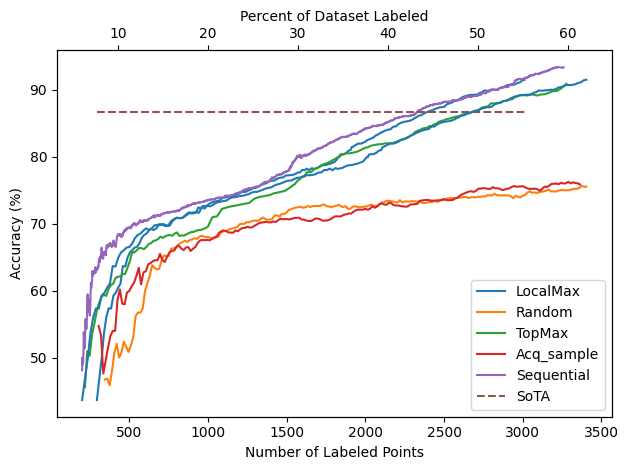 Percent of Dataset Labeled
10 20 30 40 50 60
Accuracy (%)
90
80
70
60
50
LocalMax
Random
TopMax
Acq_sample
Sequential
SoTA
500 1000 1500 2000 2500 3000 3500
Number of Labeled Points